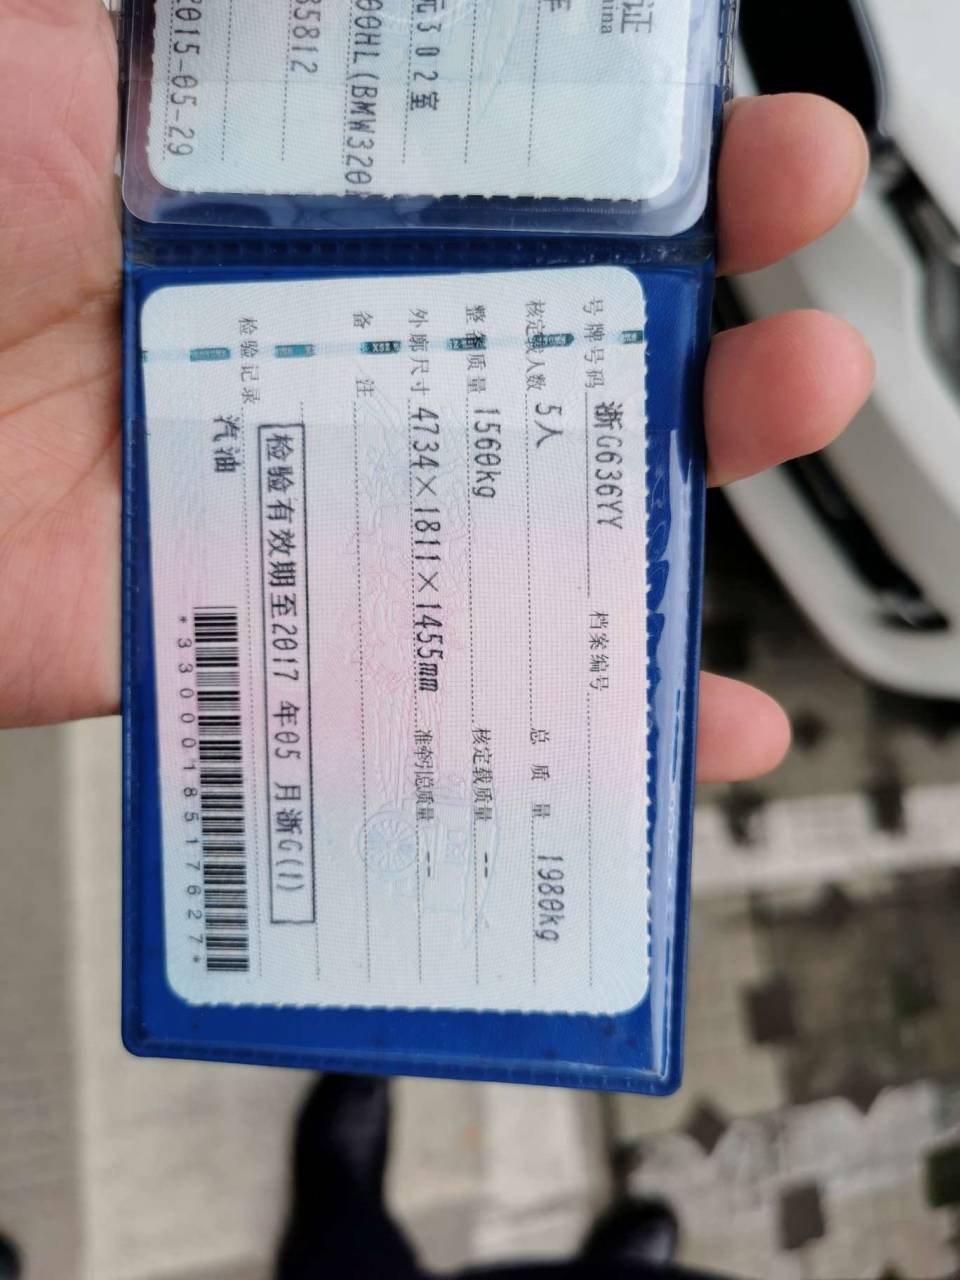 证
China
车
元302室
00HL(BMW320
35812
2015-05-29
号牌号码 浙G636YY 档案编号
核定载人数 5人 总质量 1980kg
整备质量 1560kg 核定载质量 --
外廓尺寸 4734×1811×1455mm 准牵引总质量 --
备注
检验有效期至2017年05月浙G(1)
检验记录
汽油
*3300018517627*